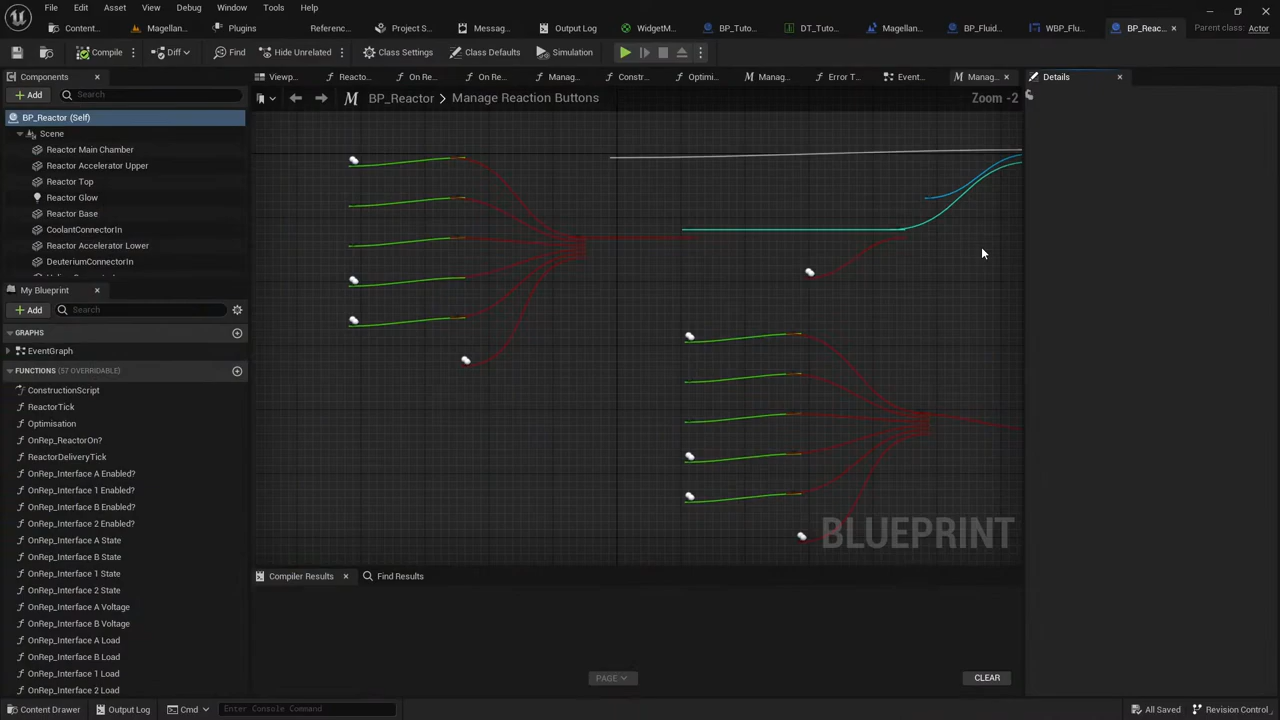 File Edit Asset View Debug Window Tools Help
Content... Magellan... Plugins Referenc... Project S... Messag... Output Log WidgetM... BP_Tuto... DT_Tuto... Magellan... BP_Fluid... WBP_Flu... BP_Reac... Parent class: Actor
Compile Diff Find Hide Unrelated Class Settings Class Defaults Simulation
Components Viewp... Reacto... On Re... On Re... Manag... Constr... Optimi... Manag... Error T... Event... Manag... Details
Add Search
BP_Reactor > Manage Reaction Buttons Zoom -2
BP_Reactor (Self)
Scene
Reactor Main Chamber
Reactor Accelerator Upper
Reactor Top
Reactor Glow
Reactor Base
CoolantConnectorIn
Reactor Accelerator Lower
DeuteriumConnectorIn
My Blueprint
Add Search
GRAPHS
EventGraph
FUNCTIONS (57 OVERRIDABLE)
ConstructionScript
ReactorTick
Optimisation
OnRep_ReactorOn?
ReactorDeliveryTick
OnRep_Interface A Enabled?
OnRep_Interface 1 Enabled?
OnRep_Interface B Enabled?
OnRep_Interface 2 Enabled?
OnRep_Interface A State
OnRep_Interface B State
OnRep_Interface 1 State
OnRep_Interface 2 State
OnRep_Interface A Voltage
OnRep_Interface B Voltage
OnRep_Interface A Load
OnRep_Interface B Load
OnRep_Interface 1 Load
OnRep_Interface 2 Load
BLUEPRINT
Compiler Results Find Results
PAGE CLEAR
Content Drawer Output Log Cmd Enter Console Command All Saved Revision Control